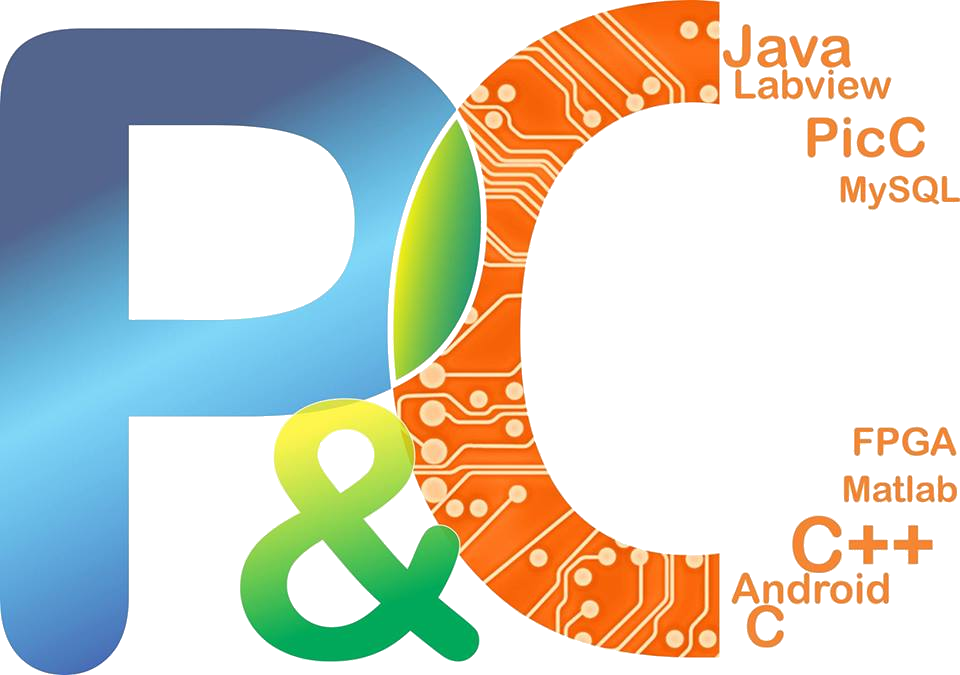 P&C
Java
Labview
PicC
MySQL
FPGA
Matlab
C++
Android
C